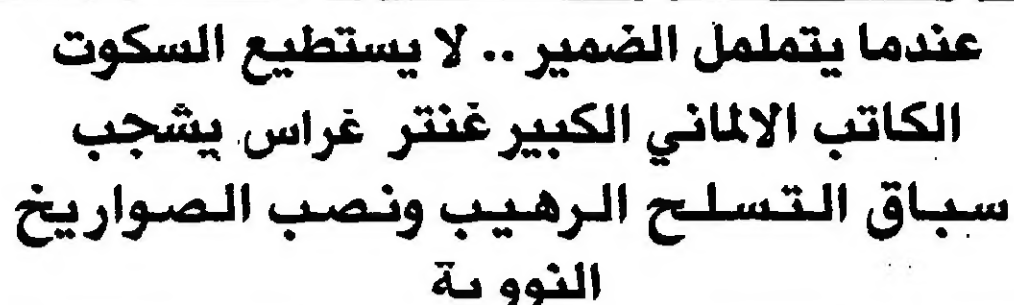 عندما يتململ الضمير .. لا يستطيع السكوت
الكاتب الالماني الكبير غنتر غراس يشجب
سباق التسلح الرهيب ونصب الصواريخ
النووية